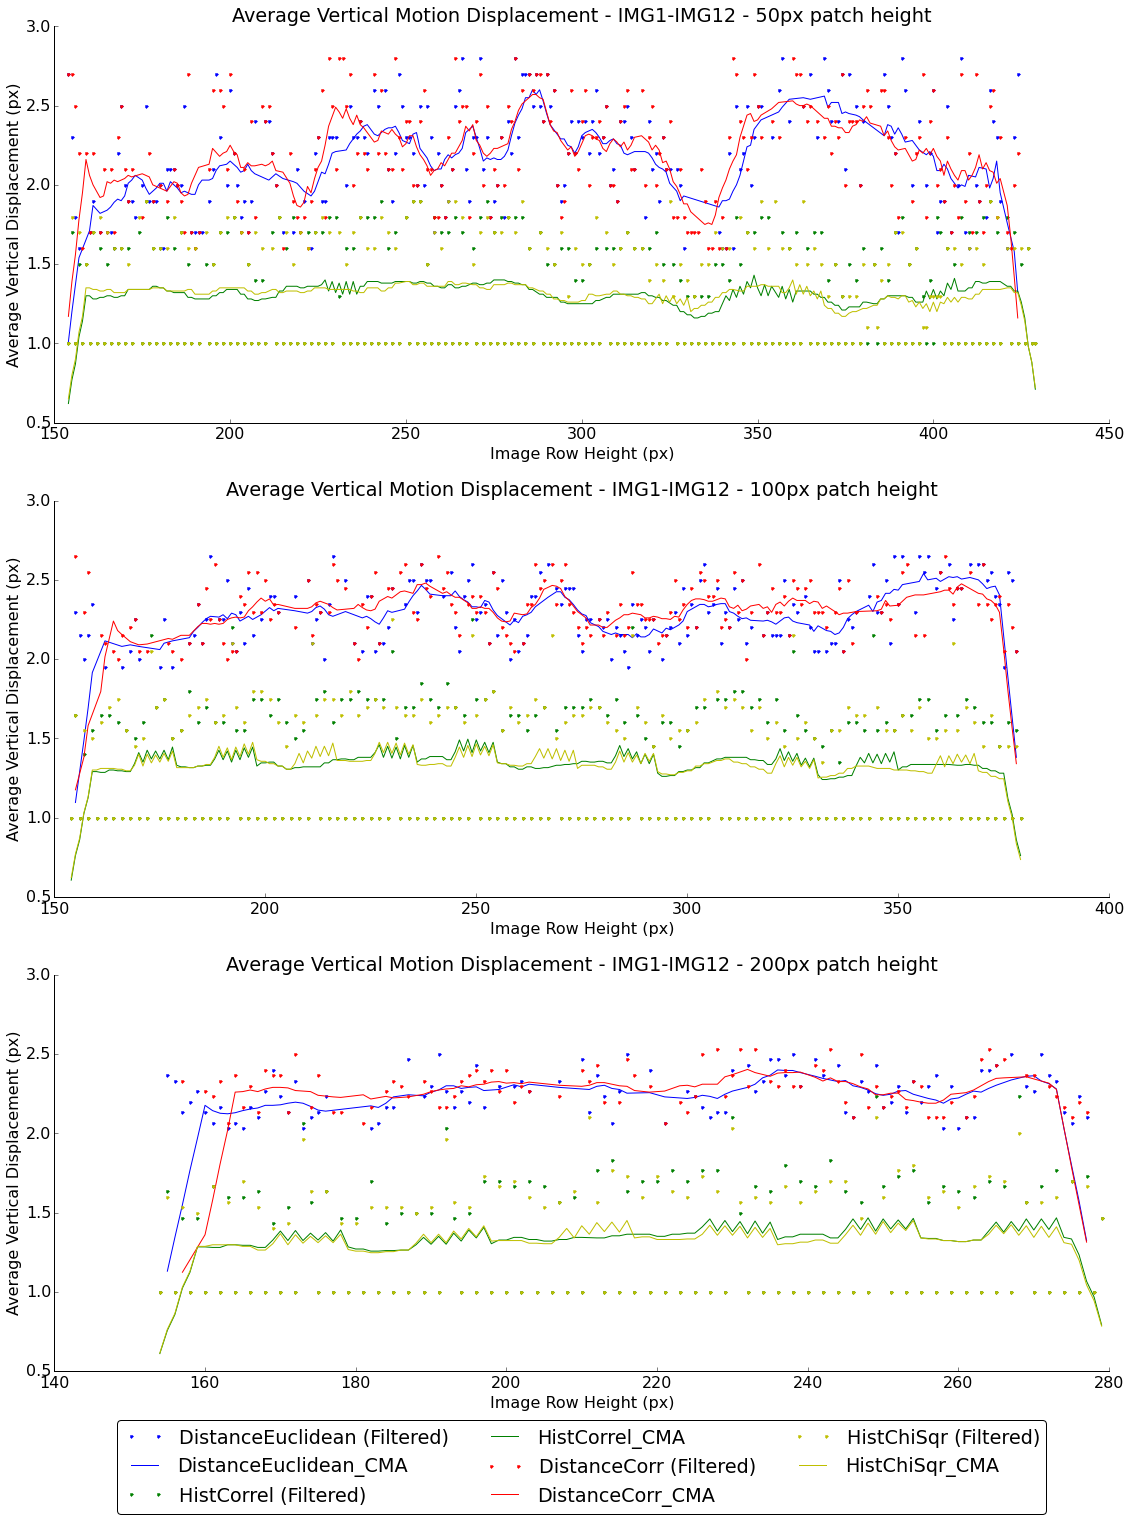 Average Vertical Motion Displacement - IMG1-IMG12 - 50px patch height
3.0
2.5
2.0
1.5
1.0
0.5
Average Vertical Displacement (px)
150 200 250 300 350 400 450
Image Row Height (px)
Average Vertical Motion Displacement - IMG1-IMG12 - 100px patch height
3.0
2.5
2.0
1.5
1.0
0.5
Average Vertical Displacement (px)
150 200 250 300 350 400
Image Row Height (px)
Average Vertical Motion Displacement - IMG1-IMG12 - 200px patch height
3.0
2.5
2.0
1.5
1.0
0.5
Average Vertical Displacement (px)
140 160 180 200 220 240 260 280
Image Row Height (px)
DistanceEuclidean (Filtered) HistCorrel_CMA HistChiSqr (Filtered)
DistanceEuclidean_CMA DistanceCorr (Filtered) HistChiSqr_CMA
HistCorrel (Filtered) DistanceCorr_CMA